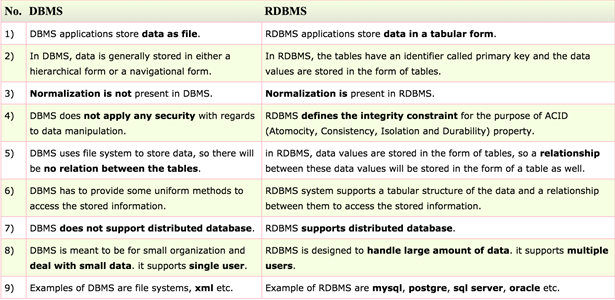 No. DBMS RDBMS
1) DBMS applications store data as file. RDBMS applications store data in a tabular form.
2) In DBMS, data is generally stored in either a In RDBMS, the tables have an identifier called primary key and the data
hierarchical form or a navigational form. values are stored in the form of tables.
3) Normalization is not present in DBMS. Normalization is present in RDBMS.
4) DBMS does not apply any security with regards RDBMS defines the integrity constraint for the purpose of ACID
to data manipulation. (Atomocity, Consistency, Isolation and Durability) property.
5) DBMS uses file system to store data, so there will in RDBMS, data values are stored in the form of tables, so a relationship
be no relation between the tables. between these data values will be stored in the form of a table as well.
6) DBMS has to provide some uniform methods to RDBMS system supports a tabular structure of the data and a relationship
access the stored information. between them to access the stored information.
7) DBMS does not support distributed database. RDBMS supports distributed database.
8) DBMS is meant to be for small organization and RDBMS is designed to handle large amount of data. it supports multiple
deal with small data. it supports single user. users.
9) Examples of DBMS are file systems, xml etc. Example of RDBMS are mysql, postgre, sql server, oracle etc.